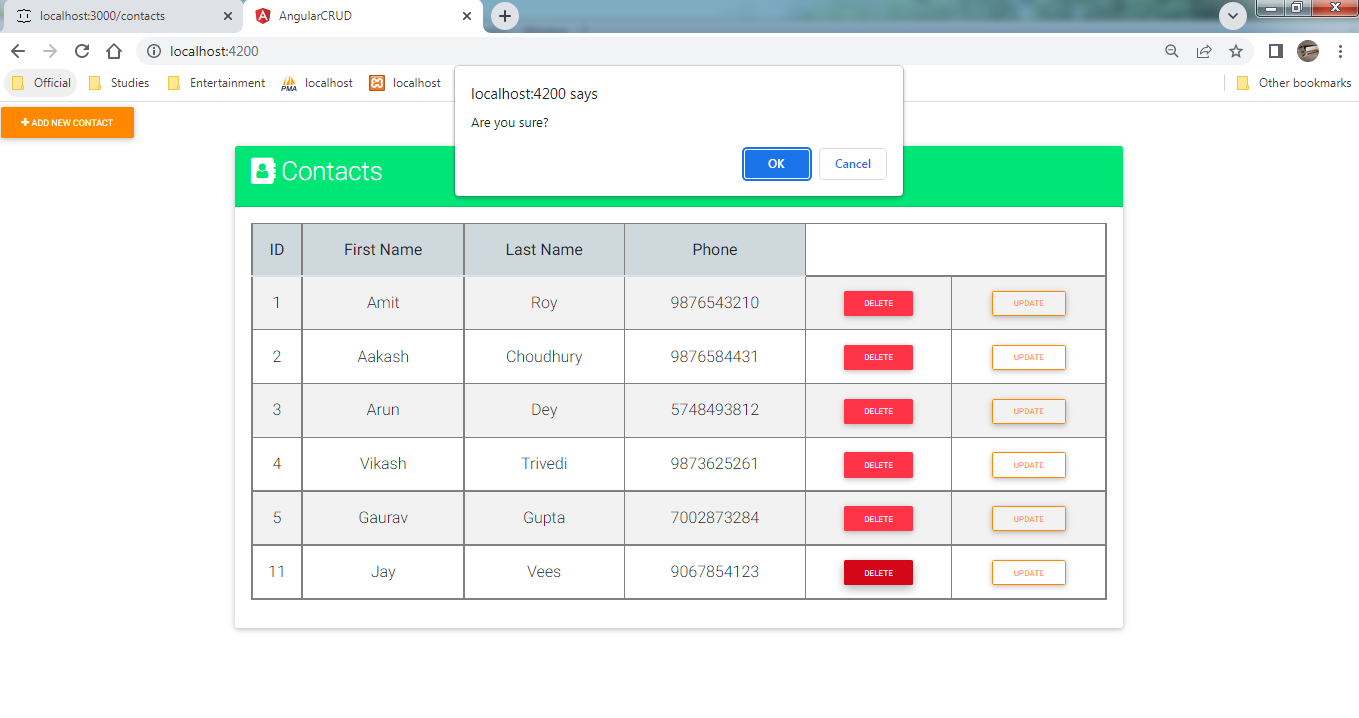 localhost:3000/contacts AngularCRUD
localhost:4200
Official Studies Entertainment PMA localhost localhost Other bookmarks
localhost:4200 says
Are you sure?
OK Cancel
ADD NEW CONTACT
Contacts
ID First Name Last Name Phone
1 Amit Roy 9876543210 DELETE UPDATE
2 Aakash Choudhury 9876584431 DELETE UPDATE
3 Arun Dey 5748493812 DELETE UPDATE
4 Vikash Trivedi 9873625261 DELETE UPDATE
5 Gaurav Gupta 7002873284 DELETE UPDATE
11 Jay Vees 9067854123 DELETE UPDATE